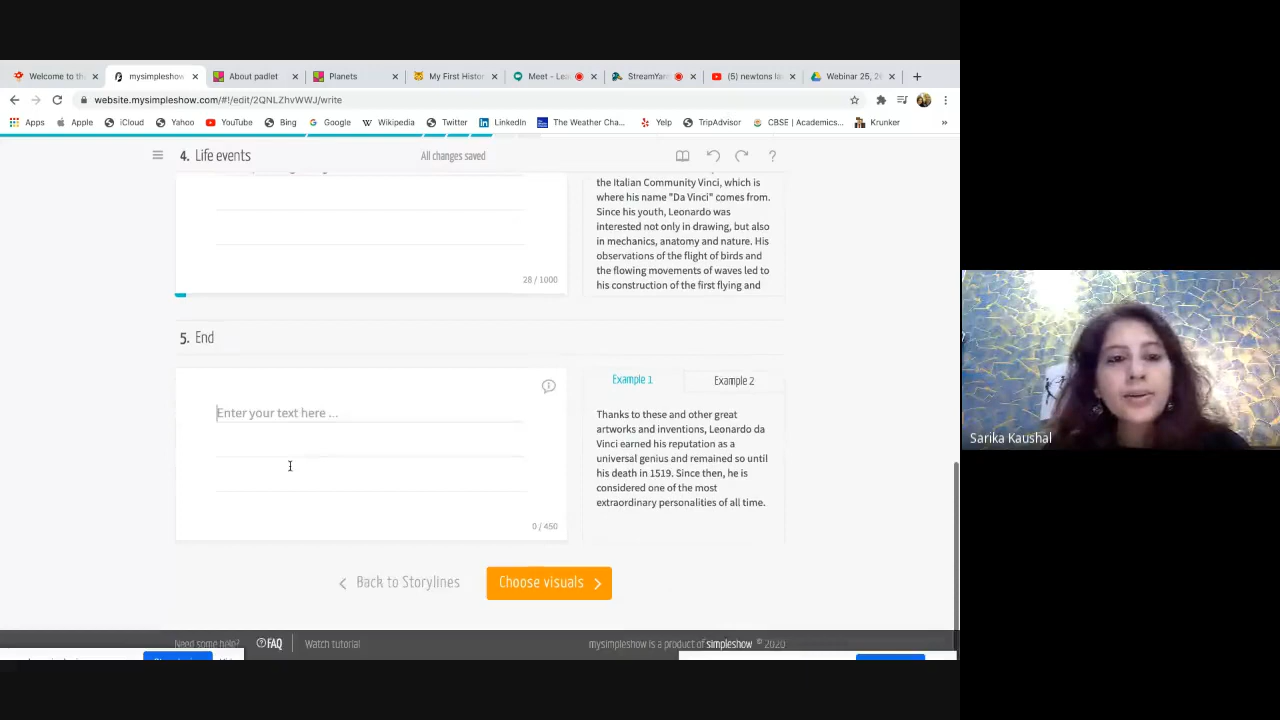 Welcome to th
mysimpleshow
About padlet
Planets
My First Histor
Meet - Leo
StreamYar
(5) newtons la
Webinar 25, 2
website.mysimpleshow.com/#!/edit/2QNLZhvWWJ/write
Apps
Apple
iCloud
Yahoo
YouTube
Bing
Google
Wikipedia
Twitter
LinkedIn
The Weather Cha...
Yelp
TripAdvisor
CBSE | Academics...
Krunker
»
4. Life events
All changes saved
?
the Italian Community Vinci, which is
where his name "Da Vinci" comes from.
Since his youth, Leonardo was
interested not only in drawing, but also
in mechanics, anatomy and nature. His
observations of the flight of birds and
the flowing movements of waves led to
his construction of the first flying and
28 / 1000
5. End
Enter your text here ...
0 / 450
Example 1
Example 2
Thanks to these and other great
artworks and inventions, Leonardo da
Vinci earned his reputation as a
universal genius and remained so until
his death in 1519. Since then, he is
considered one of the most
extraordinary personalities of all time.
Back to Storylines
Choose visuals
Need some help?
FAQ
Watch tutorial
mysimpleshow is a product of simpleshow © 2020
Sarika Kaushal